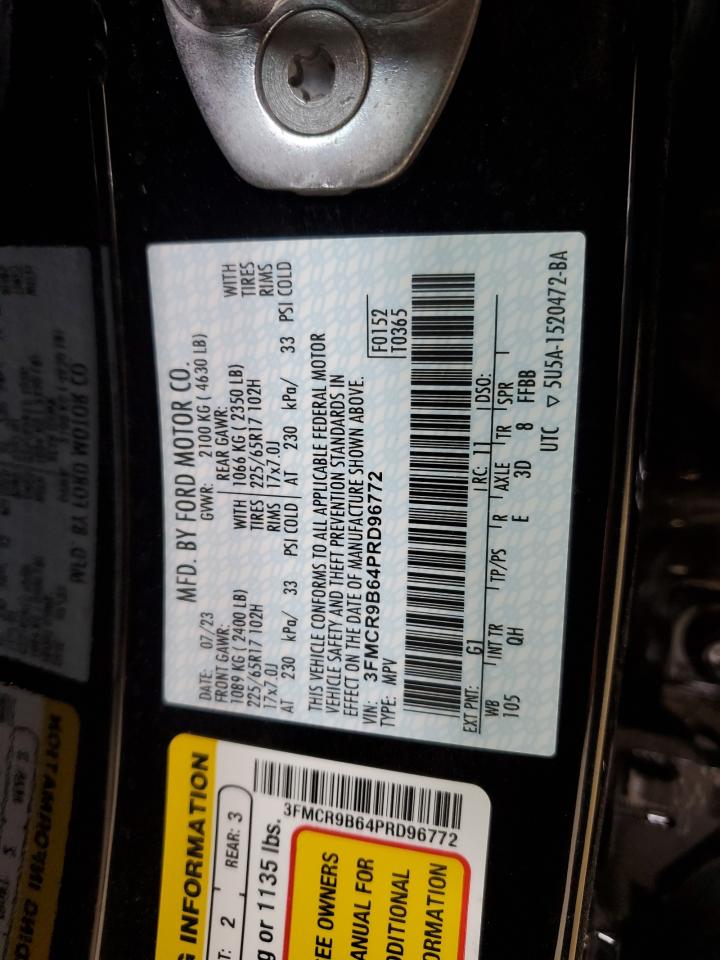 MFD. BY FORD MOTOR CO.
DATE: 07/23 GVWR: 2100 KG ( 4630 LB)
FRONT GAWR: REAR GAWR:
1089 KG ( 2400 LB) WITH 1066 KG ( 2350 LB) WITH
225/65R17 102H TIRES 225/65R17 102H TIRES
17x7.0J RIMS 17x7.0J RIMS
AT 230 kPa/ 33 PSI COLD AT 230 kPa/ 33 PSI COLD
THIS VEHICLE CONFORMS TO ALL APPLICABLE FEDERAL MOTOR
VEHICLE SAFETY AND THEFT PREVENTION STANDARDS IN
EFFECT ON THE DATE OF MANUFACTURE SHOWN ABOVE.
VIN: 3FMCR9B64PRD96772
TYPE: MPV
F0152
T0365
EXT PNT: G1 RC: 11 DSO:
WB INT TR TP/PS R AXLE TR SPR
105 QH E 3D 8 FFBB
UTC ▽ 5U5A-1520472-BA
G INFORMATION
T: 2 REAR: 3
g or 1135 lbs.
3FMCR9B64PRD96772
EE OWNERS
ANUAL FOR
DDITIONAL
ORMATION